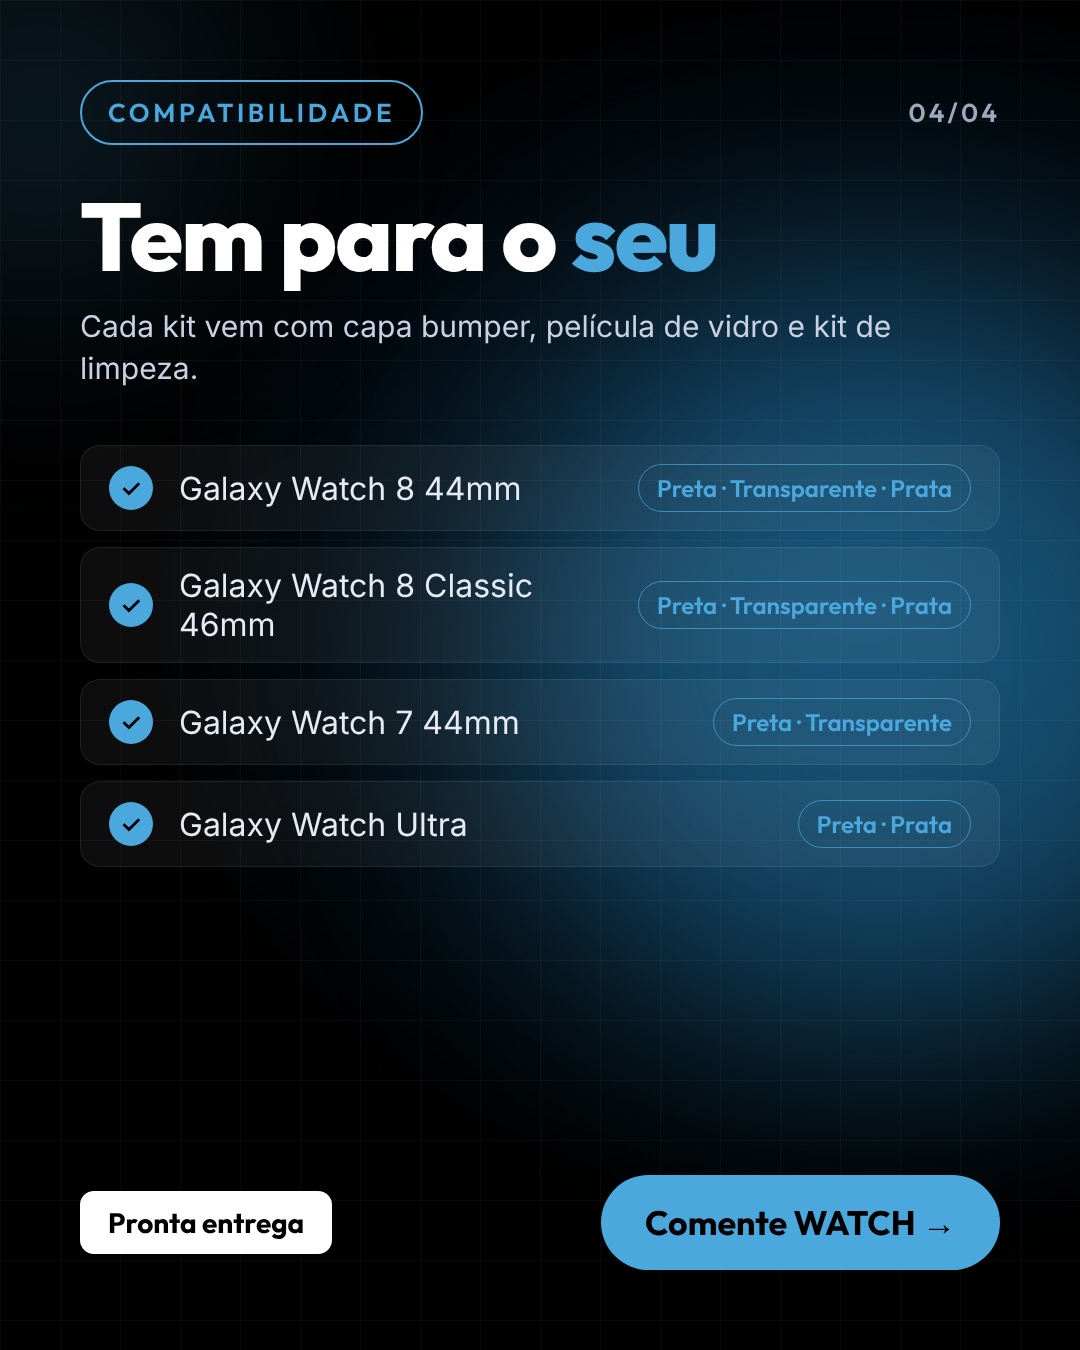 COMPATIBILIDADE
04/04
Tem para o seu
Cada kit vem com capa bumper, película de vidro e kit de
limpeza.
Galaxy Watch 8 44mm
Preta · Transparente · Prata
Galaxy Watch 8 Classic
46mm
Preta · Transparente · Prata
Galaxy Watch 7 44mm
Preta · Transparente
Galaxy Watch Ultra
Preta · Prata
Pronta entrega
Comente WATCH →